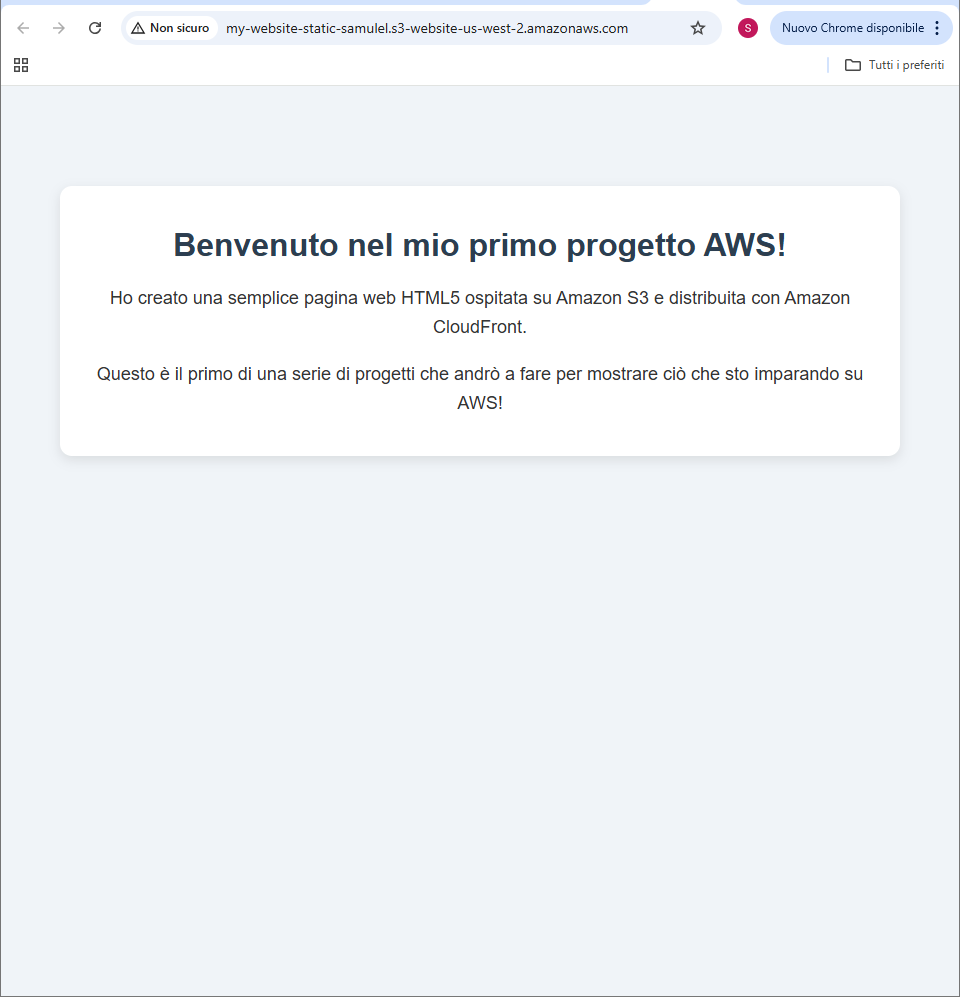 Non sicuro
my-website-static-samulel.s3-website-us-west-2.amazonaws.com
S
Nuovo Chrome disponibile
Tutti i preferiti
Benvenuto nel mio primo progetto AWS!
Ho creato una semplice pagina web HTML5 ospitata su Amazon S3 e distribuita con Amazon
CloudFront.
Questo è il primo di una serie di progetti che andrò a fare per mostrare ciò che sto imparando su
AWS!